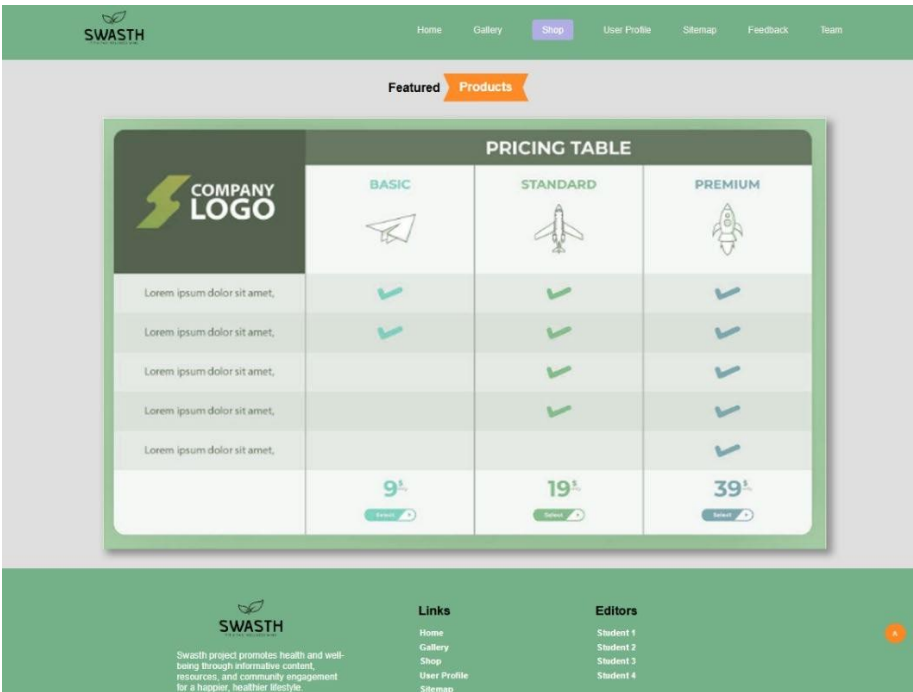 SWASTH
Home Gallery Shop User Profile Sitemap Feedback Team
Featured Products
PRICING TABLE
COMPANY
LOGO
BASIC STANDARD PREMIUM
Lorem ipsum dolor sit amet,
Lorem ipsum dolor sit amet,
Lorem ipsum dolor sit amet,
Lorem ipsum dolor sit amet,
Lorem ipsum dolor sit amet,
9$ 19$ 39$
Select Select Select
SWASTH
Swasth project promotes health and well-
being through informative content,
resources, and community engagement
for a happier, healthier lifestyle.
Links
Home
Gallery
Shop
User Profile
Sitemap
Editors
Student 1
Student 2
Student 3
Student 4